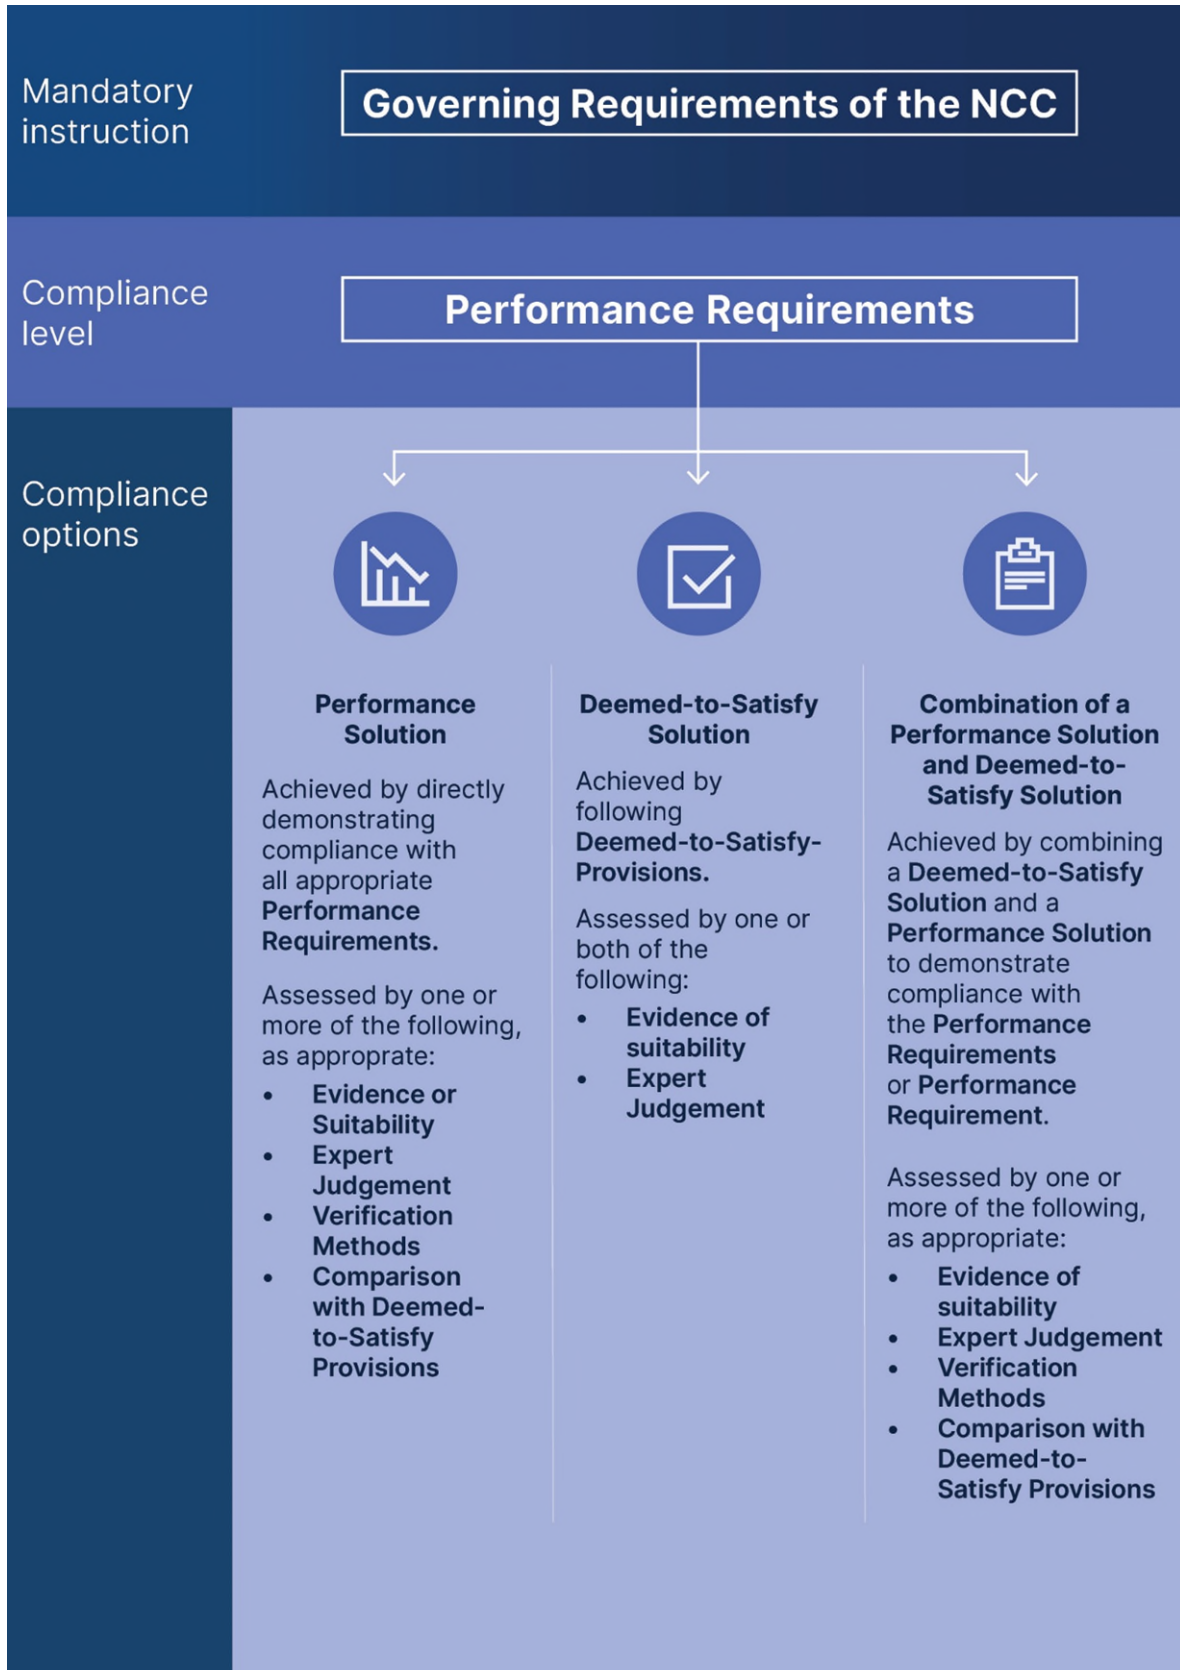 Mandatory
instruction
Governing Requirements of the NCC
Compliance
level
Performance Requirements
Compliance
options
Performance
Solution
Achieved by directly
demonstrating
compliance with
all appropriate
Performance
Requirements.
Assessed by one or
more of the following,
as approprate:
• Evidence or
Suitability
• Expert
Judgement
• Verification
Methods
• Comparison
with Deemed-
to-Satisfy
Provisions
Deemed-to-Satisfy
Solution
Achieved by
following
Deemed-to-Satisfy-
Provisions.
Assessed by one or
both of the
following:
• Evidence of
suitability
• Expert
Judgement
Combination of a
Performance Solution
and Deemed-to-
Satisfy Solution
Achieved by combining
a Deemed-to-Satisfy
Solution and a
Performance Solution
to demonstrate
compliance with
the Performance
Requirements
or Performance
Requirement.
Assessed by one or
more of the following,
as appropriate:
• Evidence of
suitability
• Expert Judgement
• Verification
Methods
• Comparison with
Deemed-to-
Satisfy Provisions